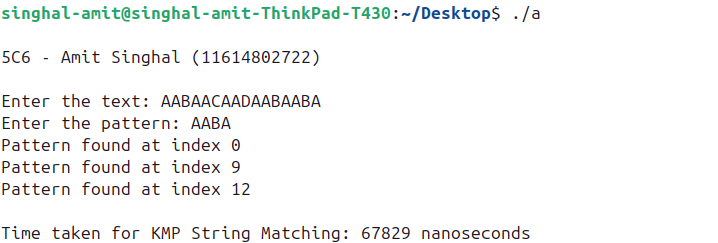 singhal-amit@singhal-amit-ThinkPad-T430:~/Desktop$ ./a
5C6 - Amit Singhal (11614802722)
Enter the text: AABAACAADAABAABA
Enter the pattern: AABA
Pattern found at index 0
Pattern found at index 9
Pattern found at index 12
Time taken for KMP String Matching: 67829 nanoseconds